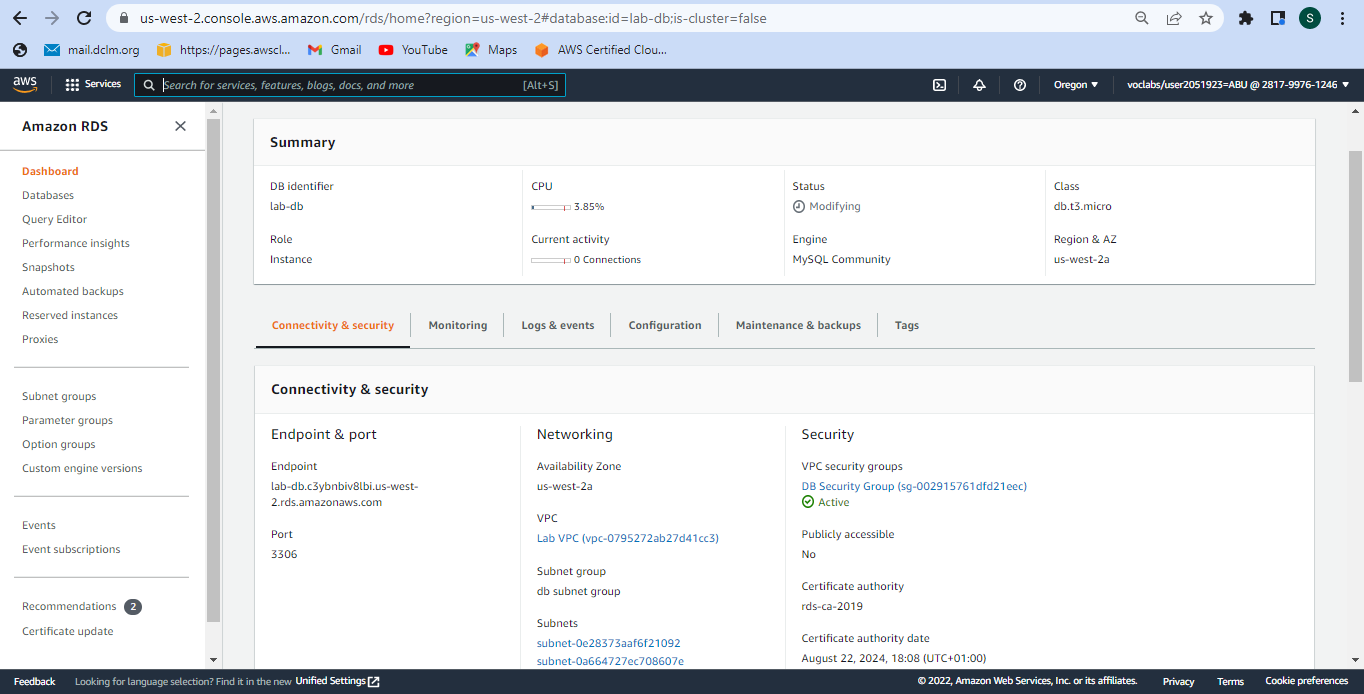 us-west-2.console.aws.amazon.com/rds/home?region=us-west-2#database:id=lab-db;is-cluster=false
S
mail.dclm.org
https://pages.awscl...
Gmail
YouTube
Maps
AWS Certified Clou...
aws
Services
Search for services, features, blogs, docs, and more
[Alt+S]
Oregon
voclabs/user2051923=ABU @ 2817-9976-1246
Amazon RDS
Dashboard
Databases
Query Editor
Performance insights
Snapshots
Automated backups
Reserved instances
Proxies
Subnet groups
Parameter groups
Option groups
Custom engine versions
Events
Event subscriptions
Recommendations 2
Certificate update
Summary
DB identifier
lab-db
CPU
3.85%
Status
Modifying
Class
db.t3.micro
Role
Instance
Current activity
0 Connections
Engine
MySQL Community
Region & AZ
us-west-2a
Connectivity & security
Monitoring
Logs & events
Configuration
Maintenance & backups
Tags
Connectivity & security
Endpoint & port
Endpoint
lab-db.c3ybnbiv8lbi.us-west-
2.rds.amazonaws.com
Port
3306
Networking
Availability Zone
us-west-2a
VPC
Lab VPC (vpc-0795272ab27d41cc3)
Subnet group
db subnet group
Subnets
subnet-0e28373aaf6f21092
subnet-0a664727ec708607e
Security
VPC security groups
DB Security Group (sg-002915761dfd21eec)
Active
Publicly accessible
No
Certificate authority
rds-ca-2019
Certificate authority date
August 22, 2024, 18:08 (UTC+01:00)
Feedback
Looking for language selection? Find it in the new Unified Settings
© 2022, Amazon Web Services, Inc. or its affiliates.
Privacy
Terms
Cookie preferences